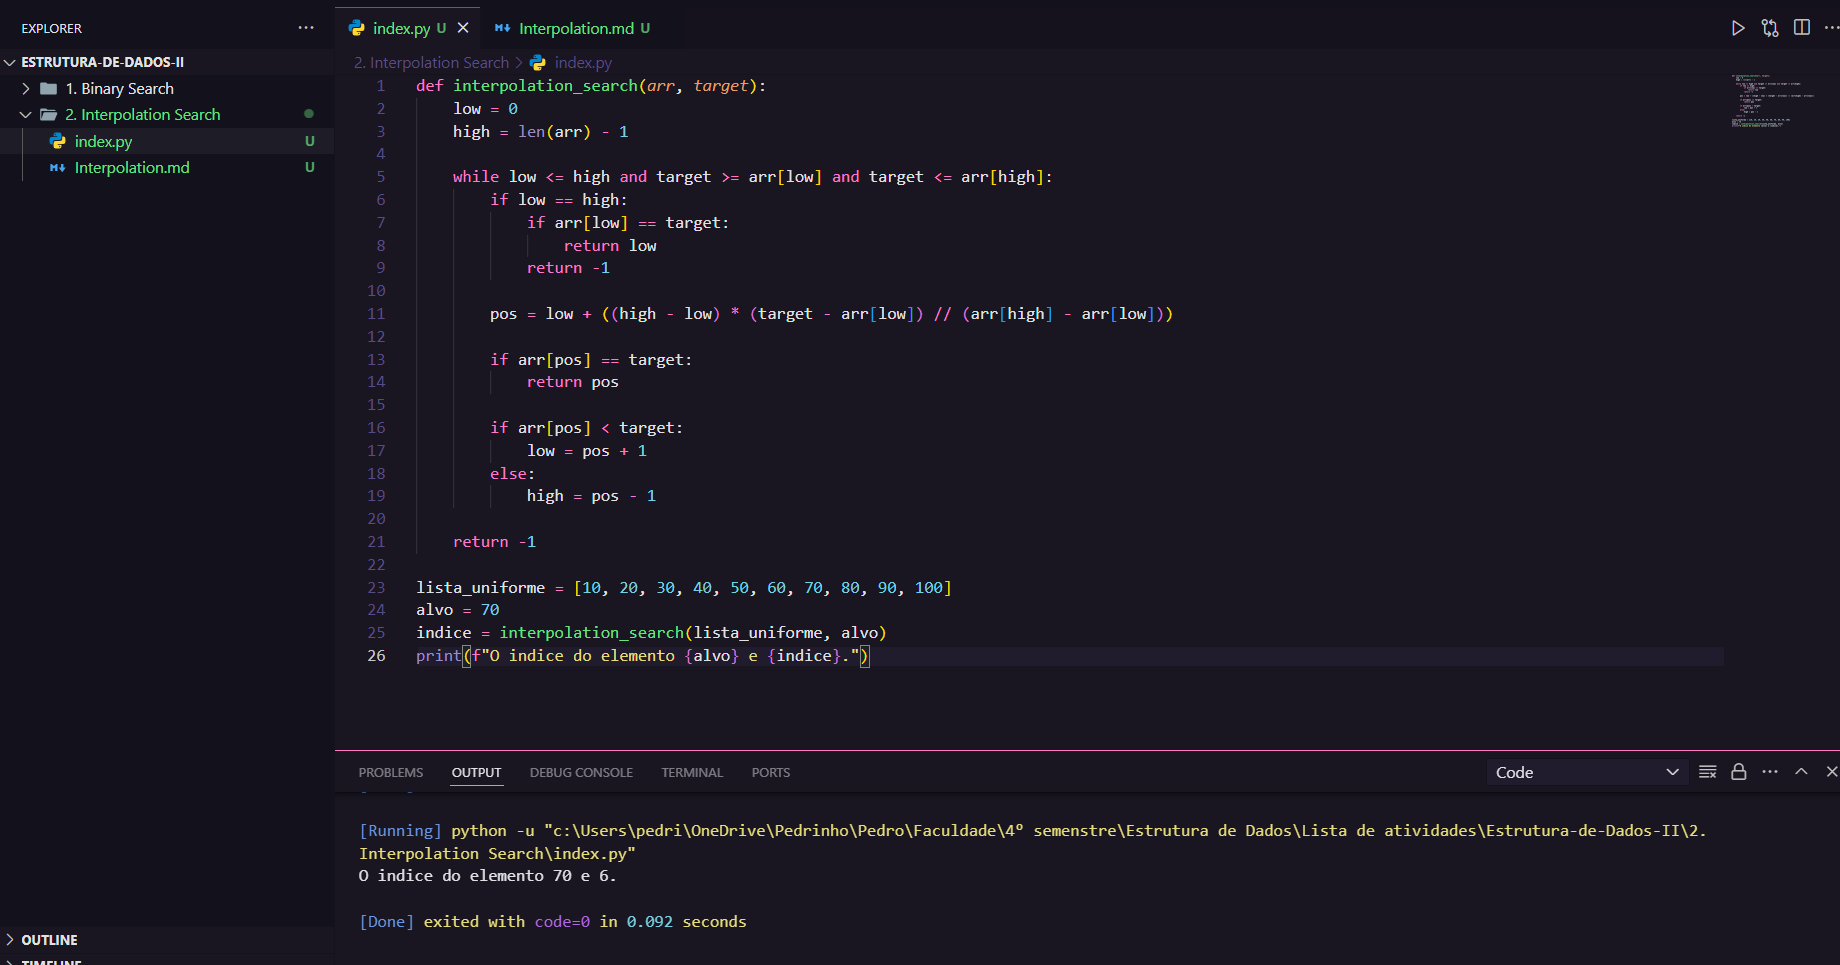 EXPLORER
ESTRUTURA-DE-DADOS-II
1. Binary Search
2. Interpolation Search
index.py U
Interpolation.md U
OUTLINE
TIMELINE
index.py U
Interpolation.md U
2. Interpolation Search > index.py
1 def interpolation_search(arr, target):
2 low = 0
3 high = len(arr) - 1
4
5 while low <= high and target >= arr[low] and target <= arr[high]:
6 if low == high:
7 if arr[low] == target:
8 return low
9 return -1
10
11 pos = low + ((high - low) * (target - arr[low]) // (arr[high] - arr[low]))
12
13 if arr[pos] == target:
14 return pos
15
16 if arr[pos] < target:
17 low = pos + 1
18 else:
19 high = pos - 1
20
21 return -1
22
23 lista_uniforme = [10, 20, 30, 40, 50, 60, 70, 80, 90, 100]
24 alvo = 70
25 indice = interpolation_search(lista_uniforme, alvo)
26 print(f"O indice do elemento {alvo} e {indice}.")
PROBLEMS OUTPUT DEBUG CONSOLE TERMINAL PORTS
Code
[Running] python -u "c:\Users\pedri\OneDrive\Pedrinho\Pedro\Faculdade\4º semenstre\Estrutura de Dados\Lista de atividades\Estrutura-de-Dados-II\2.
Interpolation Search\index.py"
O indice do elemento 70 e 6.
[Done] exited with code=0 in 0.092 seconds